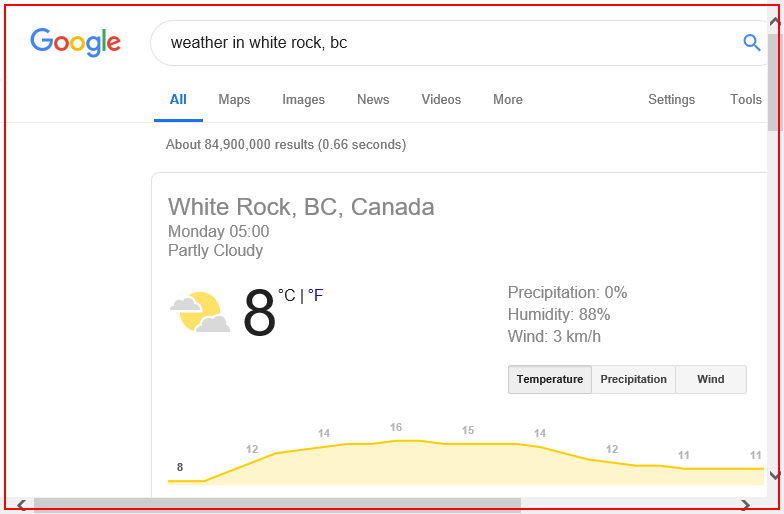 Google
weather in white rock, bc
All Maps Images News Videos More Settings Tools
About 84,900,000 results (0.66 seconds)
White Rock, BC, Canada
Monday 05:00
Partly Cloudy
8 °C | °F
Precipitation: 0%
Humidity: 88%
Wind: 3 km/h
Temperature Precipitation Wind
8 12 14 16 15 14 12 11 11